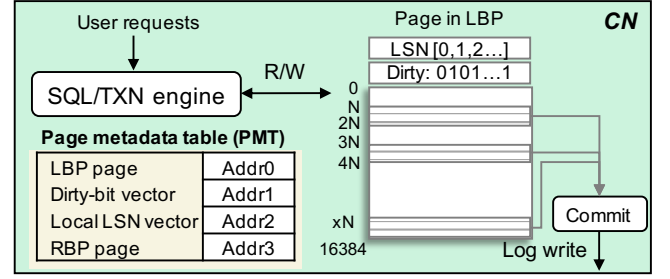 User requests
Page in LBP
CN
LSN [0,1,2...]
R/W
Dirty: 0101...1
SQL/TXN engine
0
N
2N
3N
4N
xN
16384
Page metadata table (PMT)
LBP page Addr0
Dirty-bit vector Addr1
Local LSN vector Addr2
RBP page Addr3
Commit
Log write